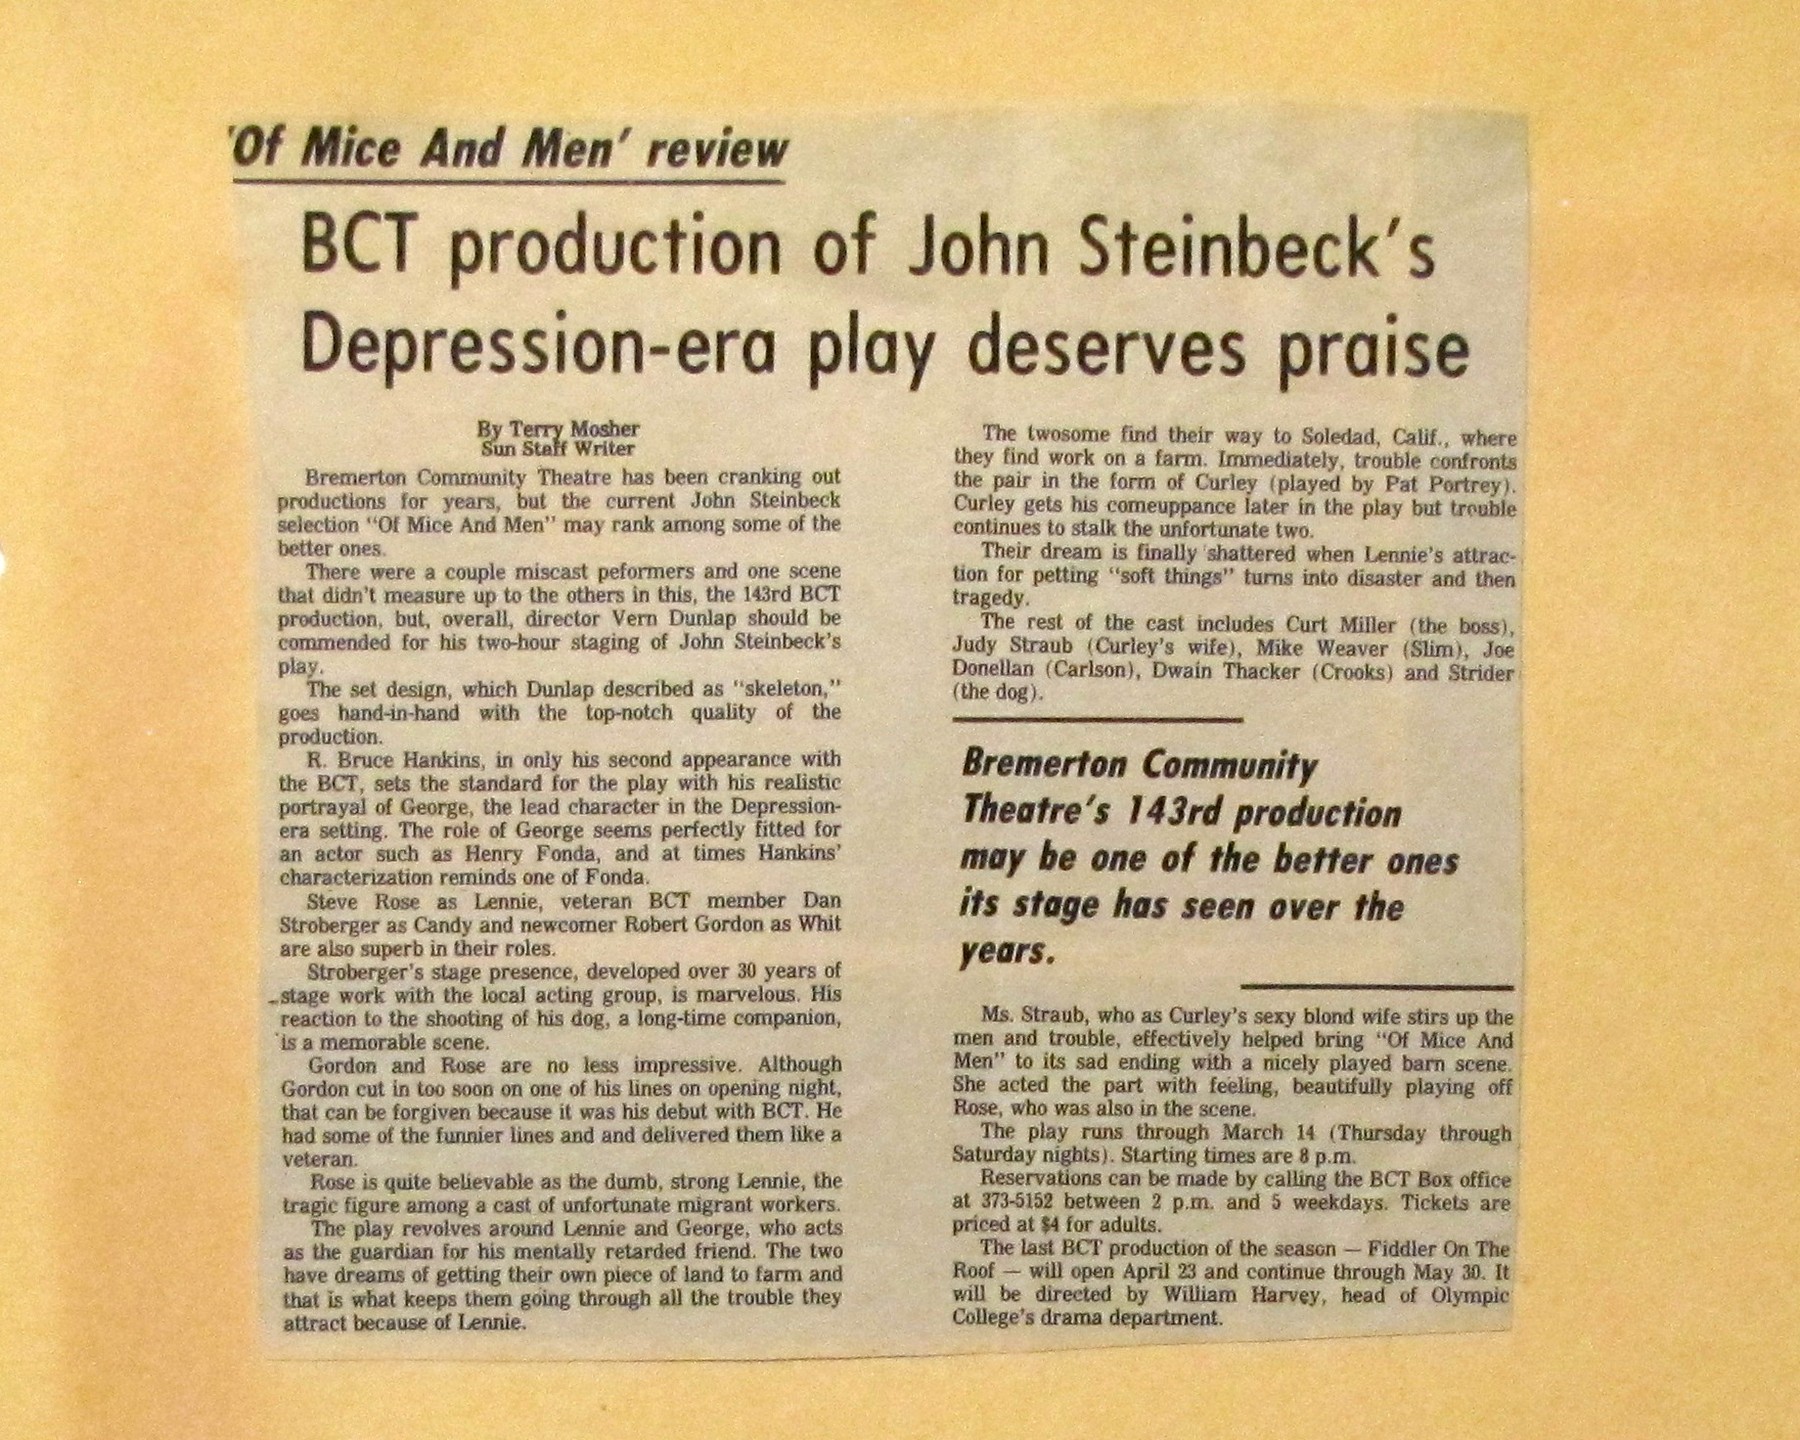 'Of Mice And Men' review
BCT production of John Steinbeck's
Depression-era play deserves praise
By Terry Mosher
Sun Staff Writer
Bremerton Community Theatre has been cranking out
productions for years, but the current John Steinbeck
selection "Of Mice And Men" may rank among some of the
better ones.
There were a couple miscast peformers and one scene
that didn't measure up to the others in this, the 143rd BCT
production, but, overall, director Vern Dunlap should be
commended for his two-hour staging of John Steinbeck's
play.
The set design, which Dunlap described as "skeleton,"
goes hand-in-hand with the top-notch quality of the
production.
R. Bruce Hankins, in only his second appearance with
the BCT, sets the standard for the play with his realistic
portrayal of George, the lead character in the Depression-
era setting. The role of George seems perfectly fitted for
an actor such as Henry Fonda, and at times Hankins'
characterization reminds one of Fonda.
Steve Rose as Lennie, veteran BCT member Dan
Stroberger as Candy and newcomer Robert Gordon as Whit
are also superb in their roles.
Stroberger's stage presence, developed over 30 years of
stage work with the local acting group, is marvelous. His
reaction to the shooting of his dog, a long-time companion,
is a memorable scene.
Gordon and Rose are no less impressive. Although
Gordon cut in too soon on one of his lines on opening night,
that can be forgiven because it was his debut with BCT. He
had some of the funnier lines and and delivered them like a
veteran.
Rose is quite believable as the dumb, strong Lennie, the
tragic figure among a cast of unfortunate migrant workers.
The play revolves around Lennie and George, who acts
as the guardian for his mentally retarded friend. The two
have dreams of getting their own piece of land to farm and
that is what keeps them going through all the trouble they
attract because of Lennie.
The twosome find their way to Soledad, Calif., where
they find work on a farm. Immediately, trouble confronts
the pair in the form of Curley (played by Pat Portrey).
Curley gets his comeuppance later in the play but trouble
continues to stalk the unfortunate two.
Their dream is finally shattered when Lennie's attrac-
tion for petting "soft things" turns into disaster and then
tragedy.
The rest of the cast includes Curt Miller (the boss),
Judy Straub (Curley's wife), Mike Weaver (Slim), Joe
Donellan (Carlson), Dwain Thacker (Crooks) and Strider
(the dog).
Bremerton Community
Theatre's 143rd production
may be one of the better ones
its stage has seen over the
years.
Ms. Straub, who as Curley's sexy blond wife stirs up the
men and trouble, effectively helped bring "Of Mice And
Men" to its sad ending with a nicely played barn scene.
She acted the part with feeling, beautifully playing off
Rose, who was also in the scene.
The play runs through March 14 (Thursday through
Saturday nights). Starting times are 8 p.m.
Reservations can be made by calling the BCT Box office
at 373-5152 between 2 p.m. and 5 weekdays. Tickets are
priced at $4 for adults.
The last BCT production of the season — Fiddler On The
Roof — will open April 23 and continue through May 30. It
will be directed by William Harvey, head of Olympic
College's drama department.